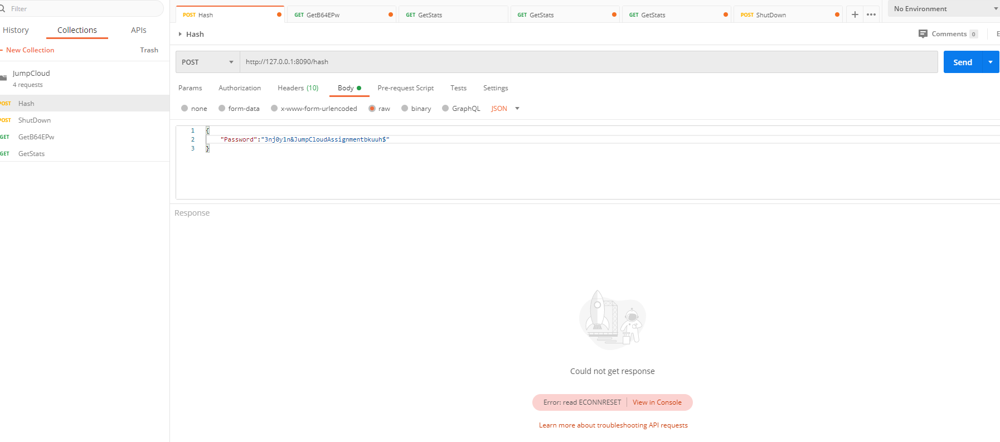 Filter
History Collections APIs
New Collection Trash
JumpCloud
4 requests
POST Hash
POST ShutDown
GET GetB64EPw
GET GetStats
POST Hash GET GetB64EPw GET GetStats GET GetStats GET GetStats POST ShutDown No Environment
Hash Comments 0 E
POST http://127.0.0.1:8090/hash Send
Params Authorization Headers (10) Body Pre-request Script Tests Settings
none form-data x-www-form-urlencoded raw binary GraphQL JSON
1 {
2 "Password":"3nj0y1n&JumpCloudAssignmentbkuuh$"
3 }
Response
Could not get response
Error: read ECONNRESET View in Console
Learn more about troubleshooting API requests